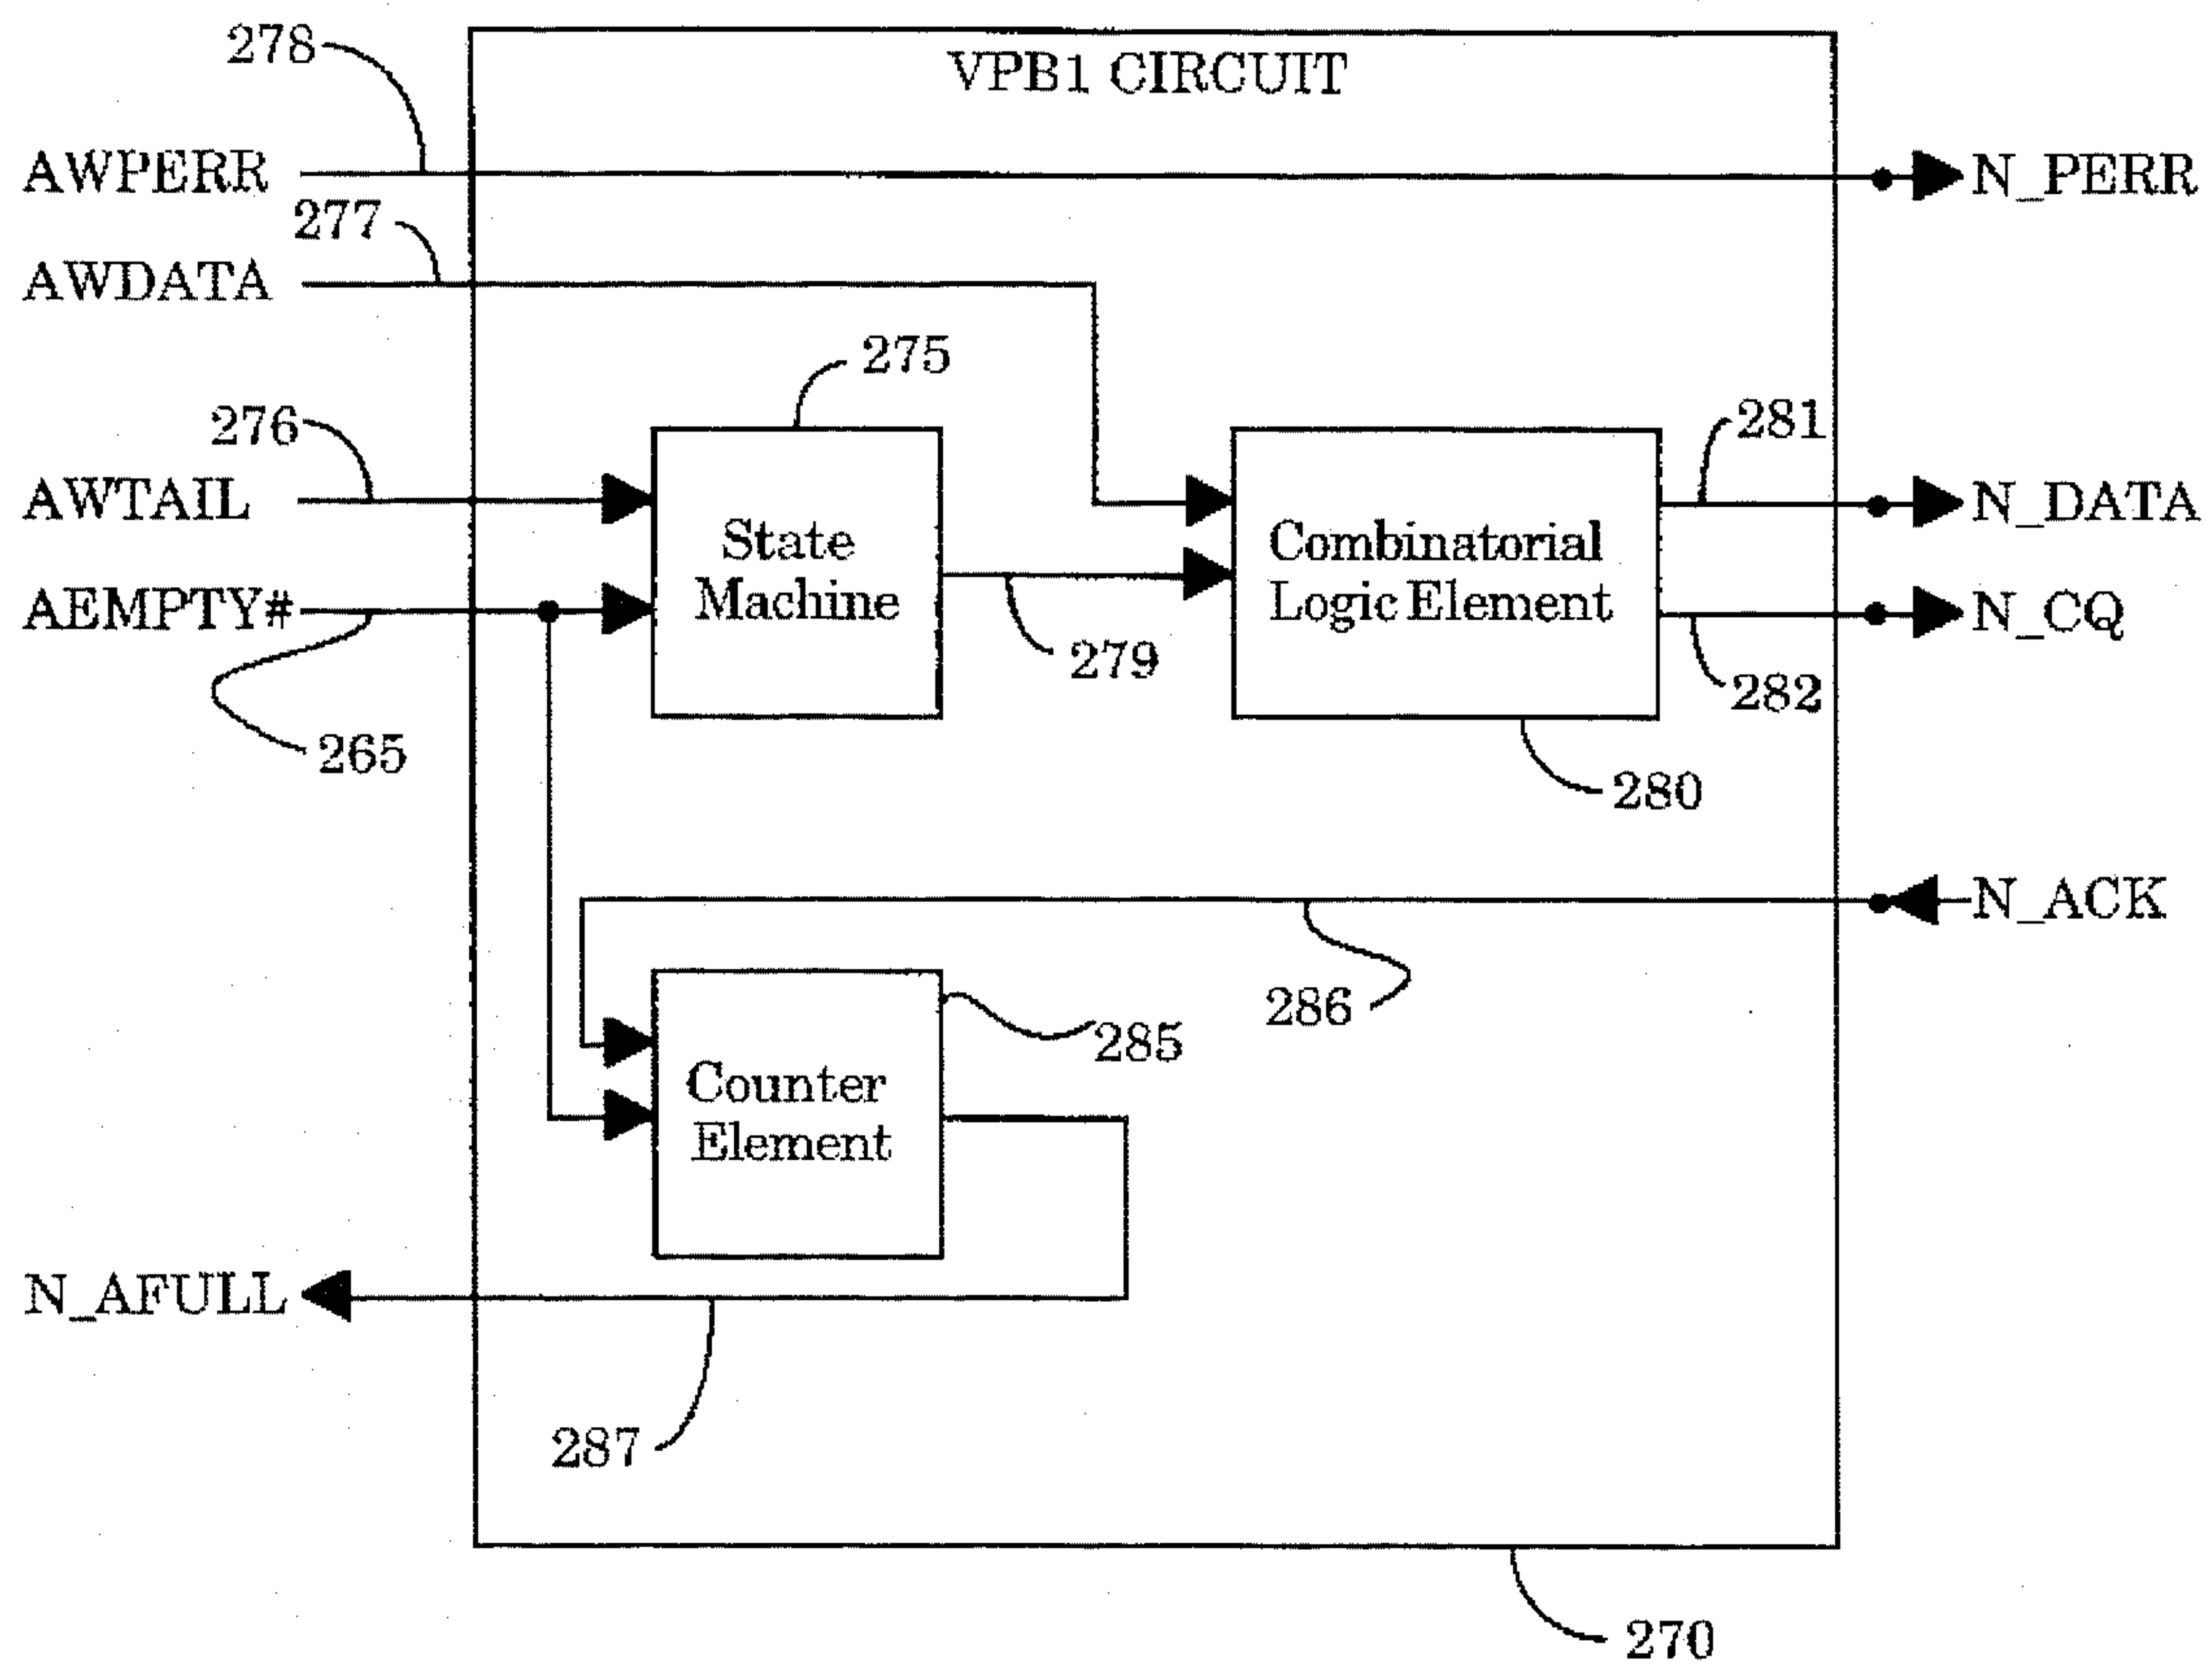 278
VPB1 CIRCUIT
AWPERR
N_PERR
277
AWDATA
275
276
281
AWTAIL
N_DATA
State
Machine
Combinatorial
Logic Element
AEMPTY#
N_CQ
279
282
265
280
N_ACK
286
285
Counter
Element
N_AFULL
287
270